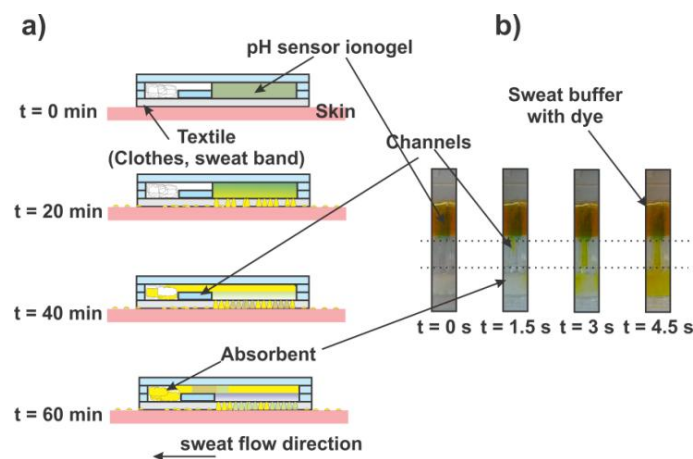 a)
b)
pH sensor ionogel
t = 0 min
Skin
Textile
(Clothes, sweat band)
Channels
Sweat buffer
with dye
t = 20 min
t = 40 min
t = 0 s
t = 1.5 s
t = 3 s
t = 4.5 s
Absorbent
t = 60 min
sweat flow direction